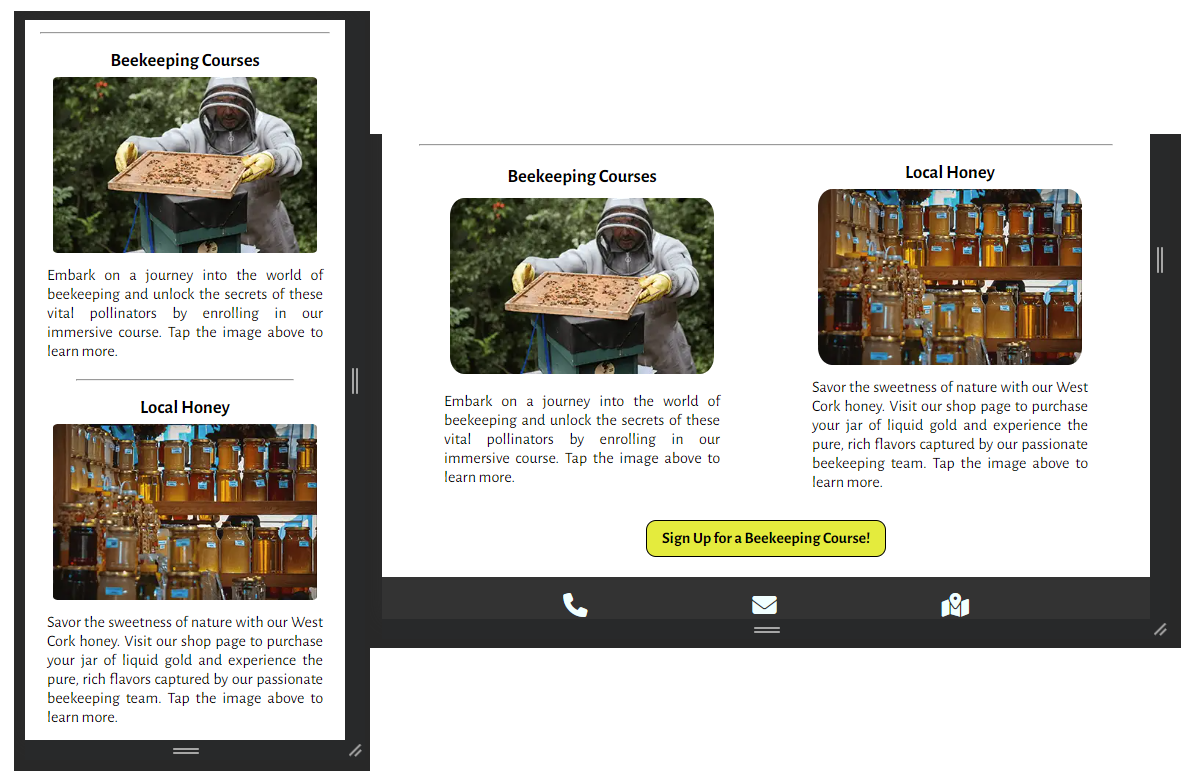 Beekeeping Courses
Embark on a journey into the world of
beekeeping and unlock the secrets of these
vital pollinators by enrolling in our
immersive course. Tap the image above to
learn more.
Local Honey
Savor the sweetness of nature with our West
Cork honey. Visit our shop page to purchase
your jar of liquid gold and experience the
pure, rich flavors captured by our passionate
beekeeping team. Tap the image above to
learn more.
Beekeeping Courses
Embark on a journey into the world of
beekeeping and unlock the secrets of these
vital pollinators by enrolling in our
immersive course. Tap the image above to
learn more.
Local Honey
Savor the sweetness of nature with our West
Cork honey. Visit our shop page to purchase
your jar of liquid gold and experience the
pure, rich flavors captured by our passionate
beekeeping team. Tap the image above to
learn more.
Sign Up for a Beekeeping Course!